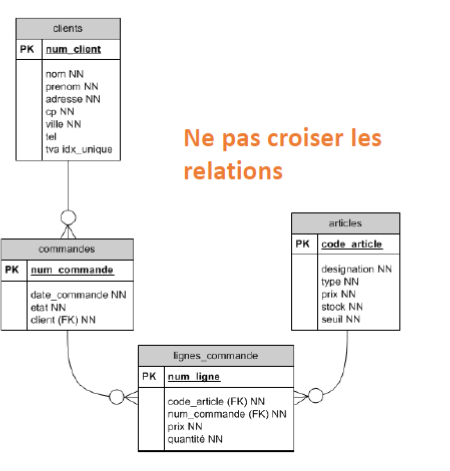 clients
PK num_client
nom NN
prenom NN
adresse NN
cp NN
ville NN
tel
tva idx_unique
Ne pas croiser les
relations
commandes
PK num_commande
date_commande NN
etat NN
client (FK) NN
articles
PK code_article
designation NN
type NN
prix NN
stock NN
seuil NN
lignes_commande
PK num_ligne
code_article (FK) NN
num_commande (FK) NN
prix NN
quantité NN